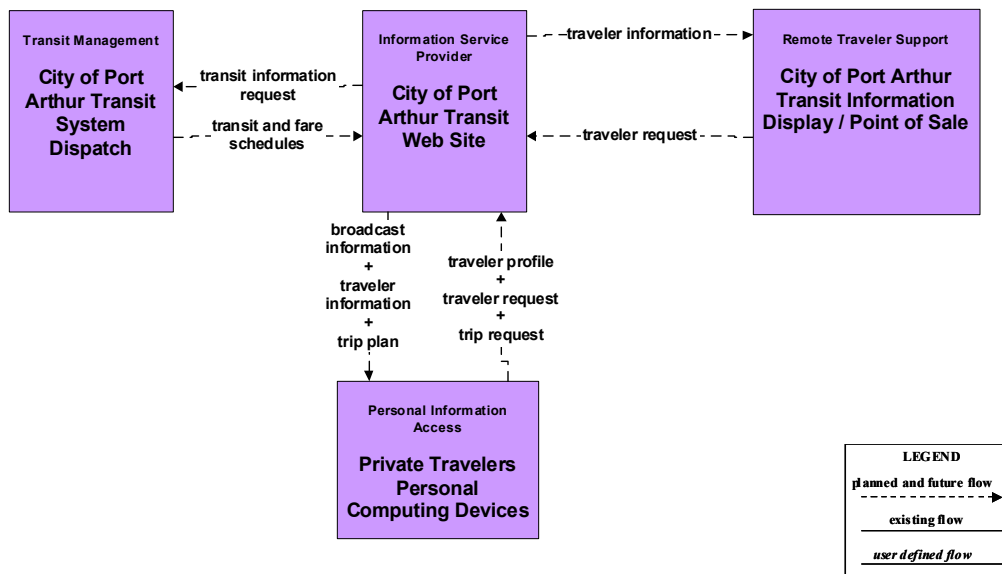 Transit Management
City of Port
Arthur Transit
System
Dispatch
transit information
request
transit and fare
schedules
Information Service
Provider
City of Port
Arthur Transit
Web Site
traveler information
traveler request
Remote Traveler Support
City of Port Arthur
Transit Information
Display / Point of Sale
broadcast
information
+
traveler
information
+
trip plan
traveler profile
+
traveler request
+
trip request
Personal Information
Access
Private Travelers
Personal
Computing Devices
LEGEND
planned and future flow
existing flow
user defined flow